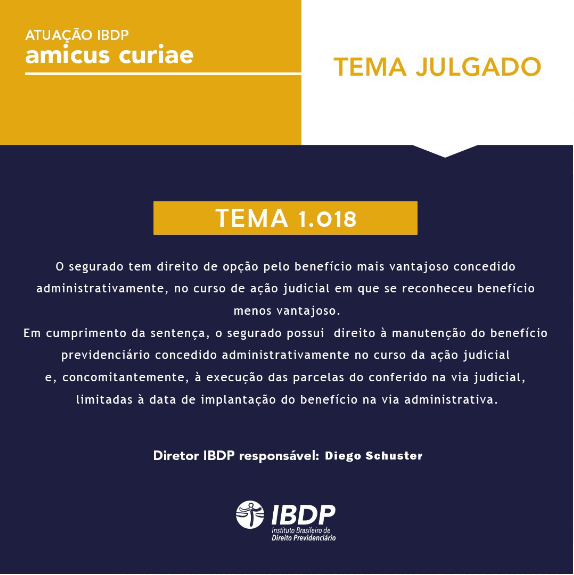 ATUAÇÃO IBDP
amicus curiae
TEMA JULGADO
TEMA 1.018
O segurado tem direito de opção pelo benefício mais vantajoso concedido
administrativamente, no curso de ação judicial em que se reconheceu benefício
menos vantajoso.
Em cumprimento da sentença, o segurado possui direito à manutenção do benefício
previdenciário concedido administrativamente no curso da ação judicial
e, concomitantemente, à execução das parcelas do conferido na via judicial,
limitadas à data de implantação do benefício na via administrativa.
Diretor IBDP responsável: Diego Schuster
IBDP
Instituto Brasileiro de
Direito Previdenciário